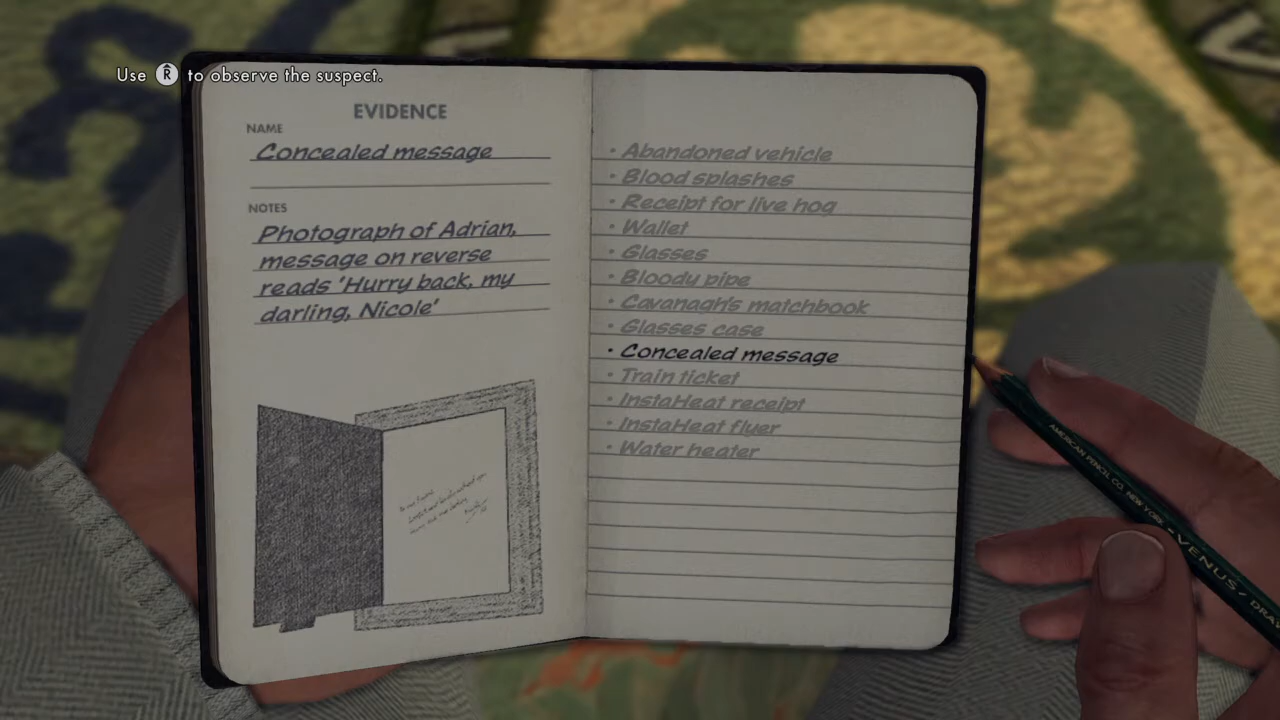 Use R to observe the suspect.
EVIDENCE
NAME
Concealed message
NOTES
Photograph of Adrian,
message on reverse
reads 'Hurry back, my
darling, Nicole'
• Abandoned vehicle
• Blood splashes
• Receipt for live hog
• Wallet
• Glasses
• Bloody pipe
• Cavanagh's matchbook
• Glasses case
• Concealed message
• Train ticket
• InstaHeat receipt
• InstaHeat flyer
• Water heater
AMERICAN PENCIL CO. NEW YORK - VENUS